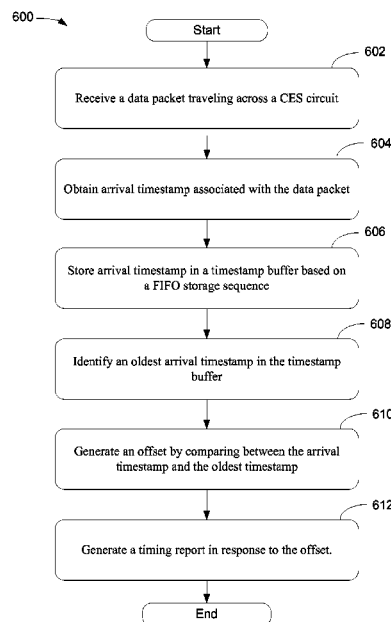 600
Start
602
Receive a data packet traveling across a CES circuit
604
Obtain arrival timestamp associated with the data packet
606
Store arrival timestamp in a timestamp buffer based on
a FIFO storage sequence
608
Identify an oldest arrival timestamp in the timestamp
buffer
610
Generate an offset by comparing between the arrival
timestamp and the oldest timestamp
612
Generate a timing report in response to the offset.
End